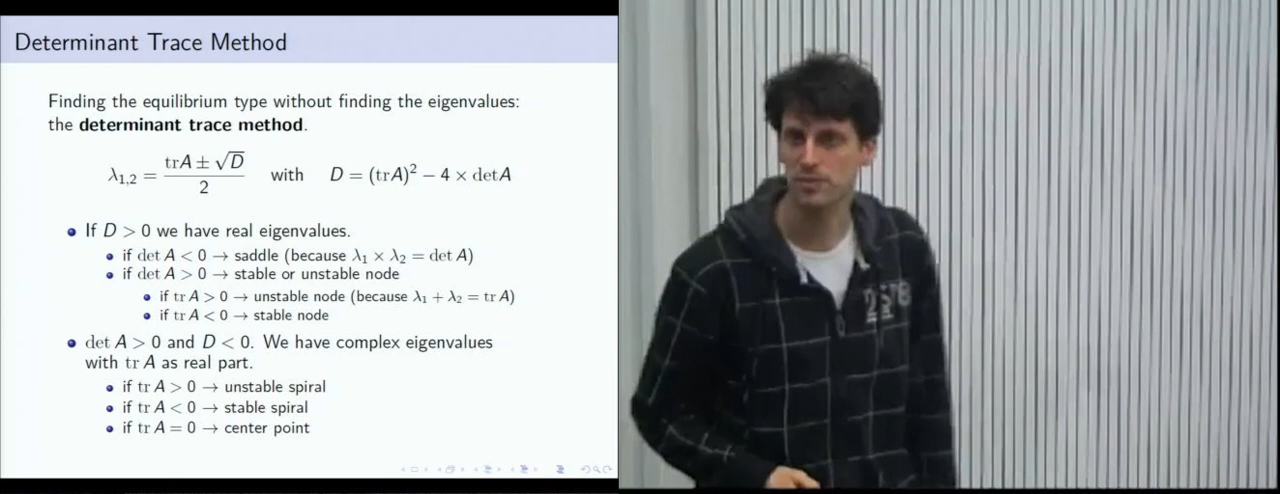 Determinant Trace Method
Finding the equilibrium type without finding the eigenvalues:
the determinant trace method.
λ₁,₂ = (trA ± √D) / 2 with D = (trA)² − 4 × detA
If D > 0 we have real eigenvalues.
if det A < 0 → saddle (because λ₁ × λ₂ = det A)
if det A > 0 → stable or unstable node
if tr A > 0 → unstable node (because λ₁ + λ₂ = tr A)
if tr A < 0 → stable node
det A > 0 and D < 0. We have complex eigenvalues
with tr A as real part.
if tr A > 0 → unstable spiral
if tr A < 0 → stable spiral
if tr A = 0 → center point